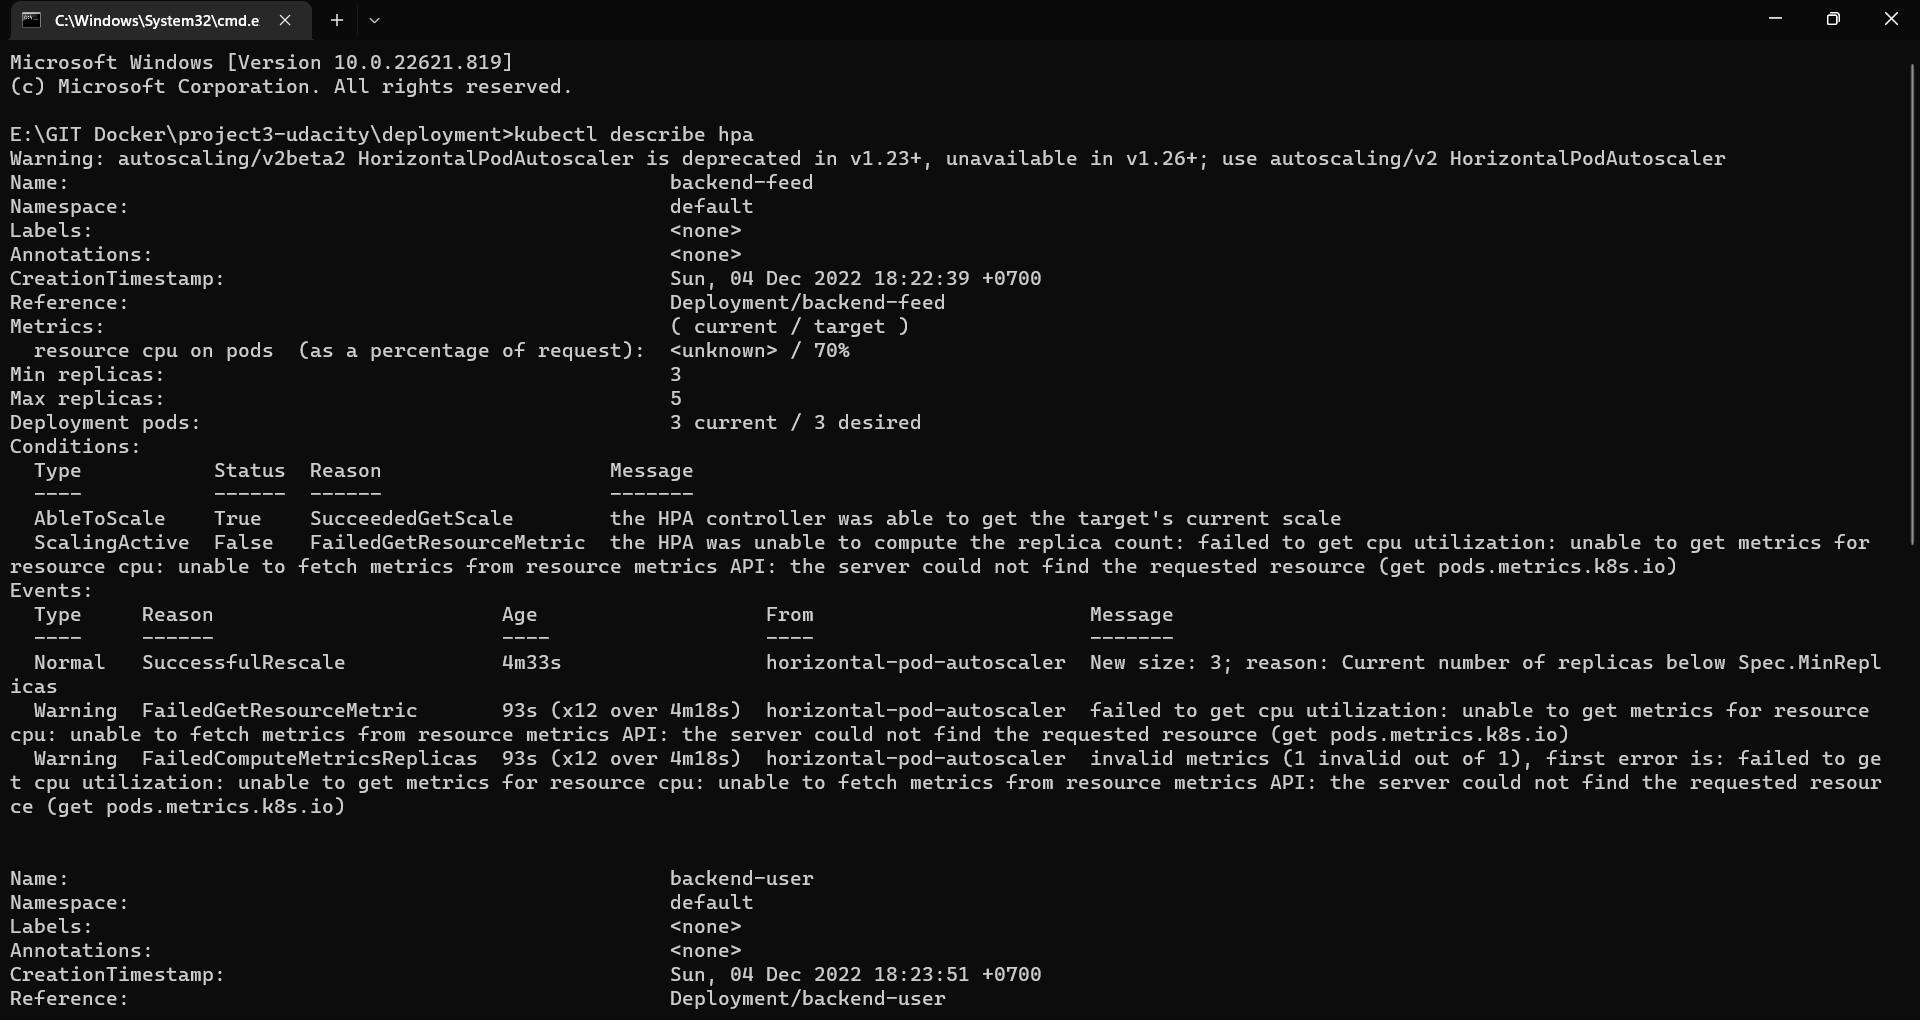 C:\Windows\System32\cmd.e
Microsoft Windows [Version 10.0.22621.819]
(c) Microsoft Corporation. All rights reserved.
E:\GIT Docker\project3-udacity\deployment>kubectl describe hpa
Warning: autoscaling/v2beta2 HorizontalPodAutoscaler is deprecated in v1.23+, unavailable in v1.26+; use autoscaling/v2 HorizontalPodAutoscaler
Name: backend-feed
Namespace: default
Labels: <none>
Annotations: <none>
CreationTimestamp: Sun, 04 Dec 2022 18:22:39 +0700
Reference: Deployment/backend-feed
Metrics: ( current / target )
resource cpu on pods (as a percentage of request): <unknown> / 70%
Min replicas: 3
Max replicas: 5
Deployment pods: 3 current / 3 desired
Conditions:
Type Status Reason Message
---- ------ ------ -------
AbleToScale True SucceededGetScale the HPA controller was able to get the target's current scale
ScalingActive False FailedGetResourceMetric the HPA was unable to compute the replica count: failed to get cpu utilization: unable to get metrics for
resource cpu: unable to fetch metrics from resource metrics API: the server could not find the requested resource (get pods.metrics.k8s.io)
Events:
Type Reason Age From Message
---- ------ ---- ---- -------
Normal SuccessfulRescale 4m33s horizontal-pod-autoscaler New size: 3; reason: Current number of replicas below Spec.MinRepl
icas
Warning FailedGetResourceMetric 93s (x12 over 4m18s) horizontal-pod-autoscaler failed to get cpu utilization: unable to get metrics for resource
cpu: unable to fetch metrics from resource metrics API: the server could not find the requested resource (get pods.metrics.k8s.io)
Warning FailedComputeMetricsReplicas 93s (x12 over 4m18s) horizontal-pod-autoscaler invalid metrics (1 invalid out of 1), first error is: failed to ge
t cpu utilization: unable to get metrics for resource cpu: unable to fetch metrics from resource metrics API: the server could not find the requested resour
ce (get pods.metrics.k8s.io)
Name: backend-user
Namespace: default
Labels: <none>
Annotations: <none>
CreationTimestamp: Sun, 04 Dec 2022 18:23:51 +0700
Reference: Deployment/backend-user